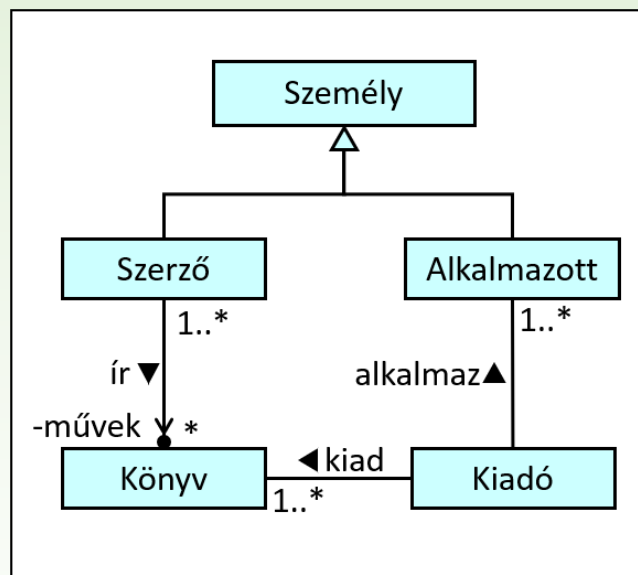 Személy
Szerző
Alkalmazott
1..*
1..*
ír ▼
alkalmaz▲
-művek
*
◀kiad
Könyv
1..*
Kiadó